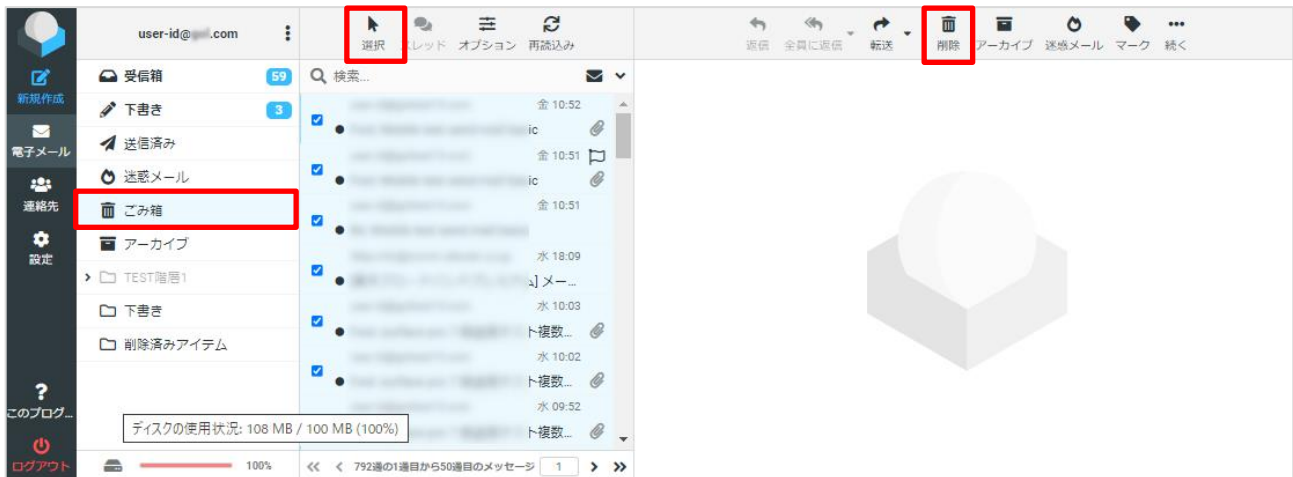 user-id@ .com
選択 スレッド オプション 再読込み
返信 全員に返信 転送 削除 アーカイブ 迷惑メール マーク 続く
新規作成
電子メール
連絡先
設定
このプログ...
ログアウト
受信箱 59
下書き 3
送信済み
迷惑メール
ごみ箱
アーカイブ
TEST階層1
下書き
削除済みアイテム
ディスクの使用状況: 108 MB / 100 MB (100%)
100%
検索...
金 10:52
ic
金 10:51
ic
金 10:51
水 18:09
] メー...
水 10:03
ト複数...
水 10:02
ト複数...
水 09:52
ト複数...
792通の1通目から50通目のメッセージ 1